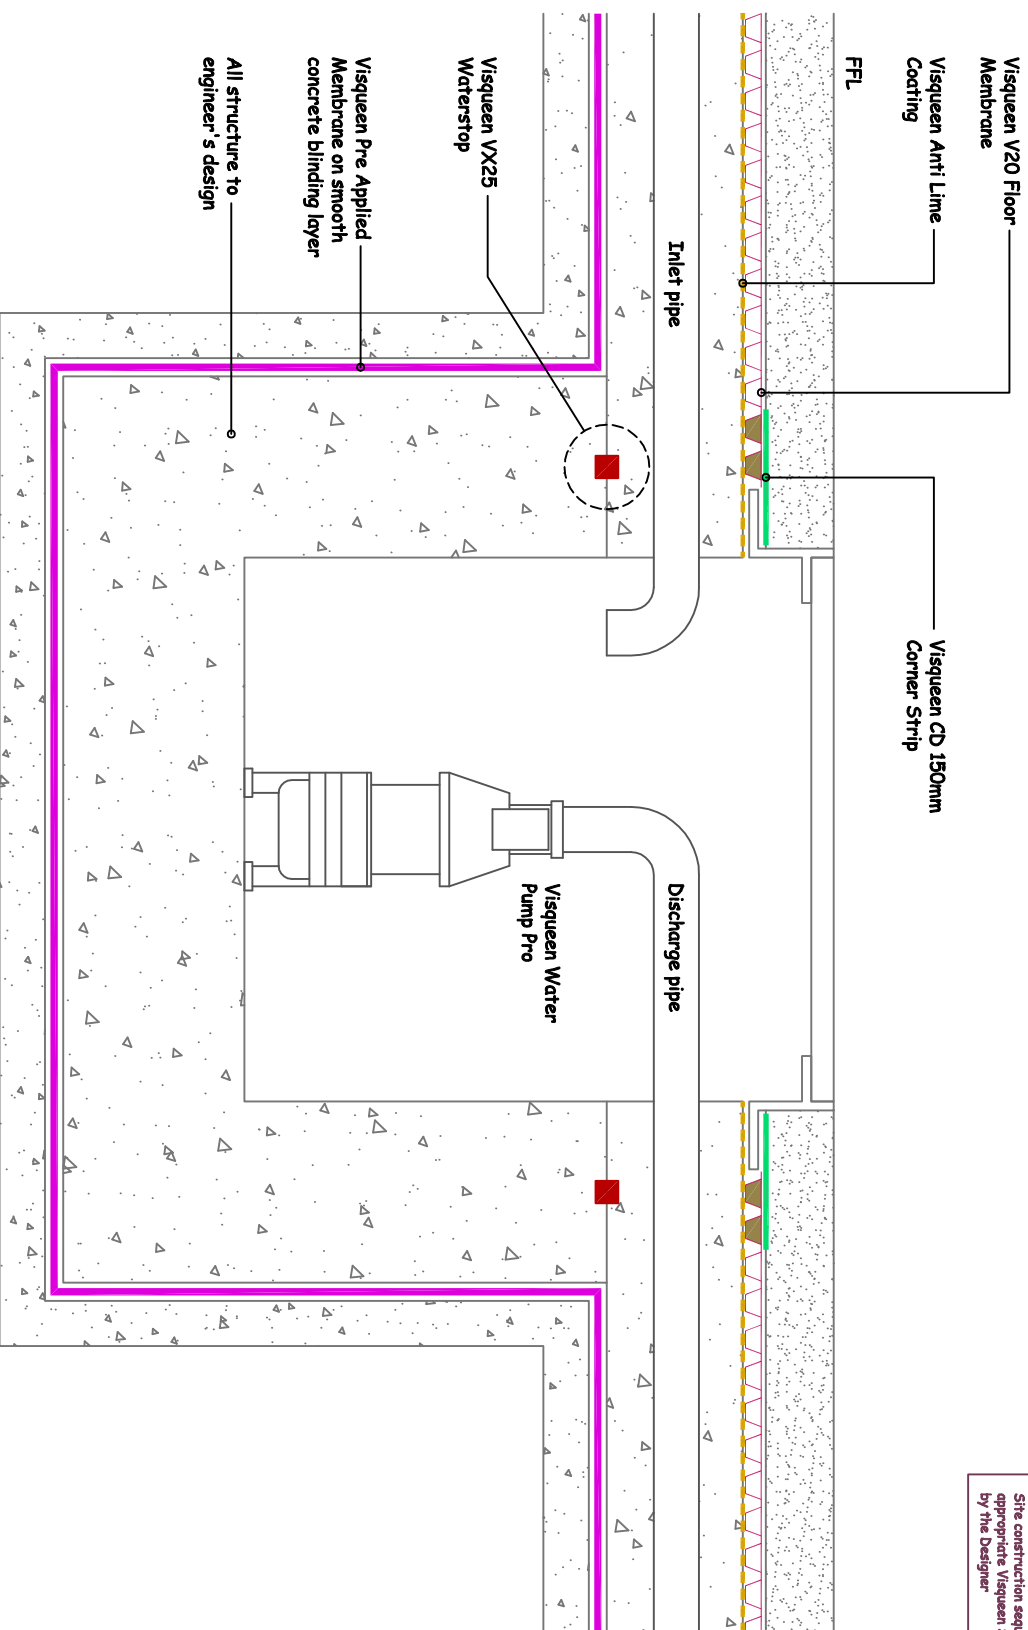 Visqueen V20 Floor
Membrane
Visqueen Anti Lime
Coating
FFL
Visqueen CD 150mm
Corner Strip
Inlet pipe
Discharge pipe
Visqueen Water
Pump Pro
Visqueen VX25
Waterstop
Visqueen Pre Applied
Membrane on smooth
concrete blinding layer
All structure to
engineer's design
Site construction
appropriate Visqueen
by the Designer